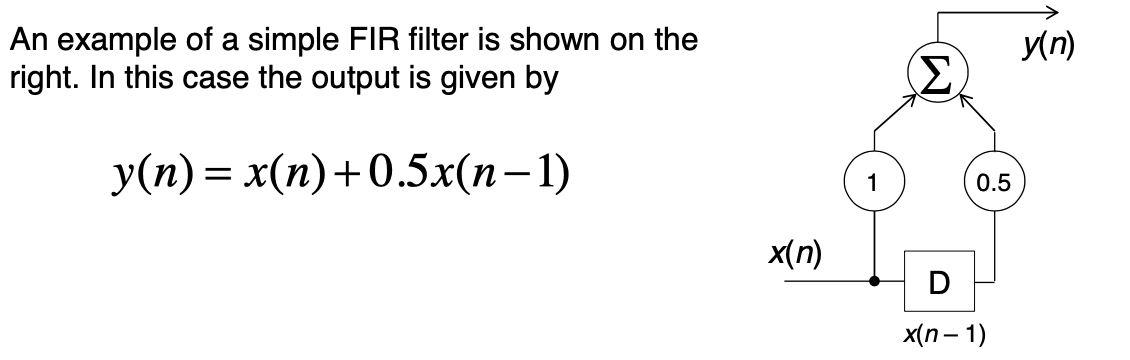 An example of a simple FIR filter is shown on the
right. In this case the output is given by
y(n) = x(n)+0.5x(n−1)
y(n)
Σ
1
0.5
x(n)
D
x(n – 1)